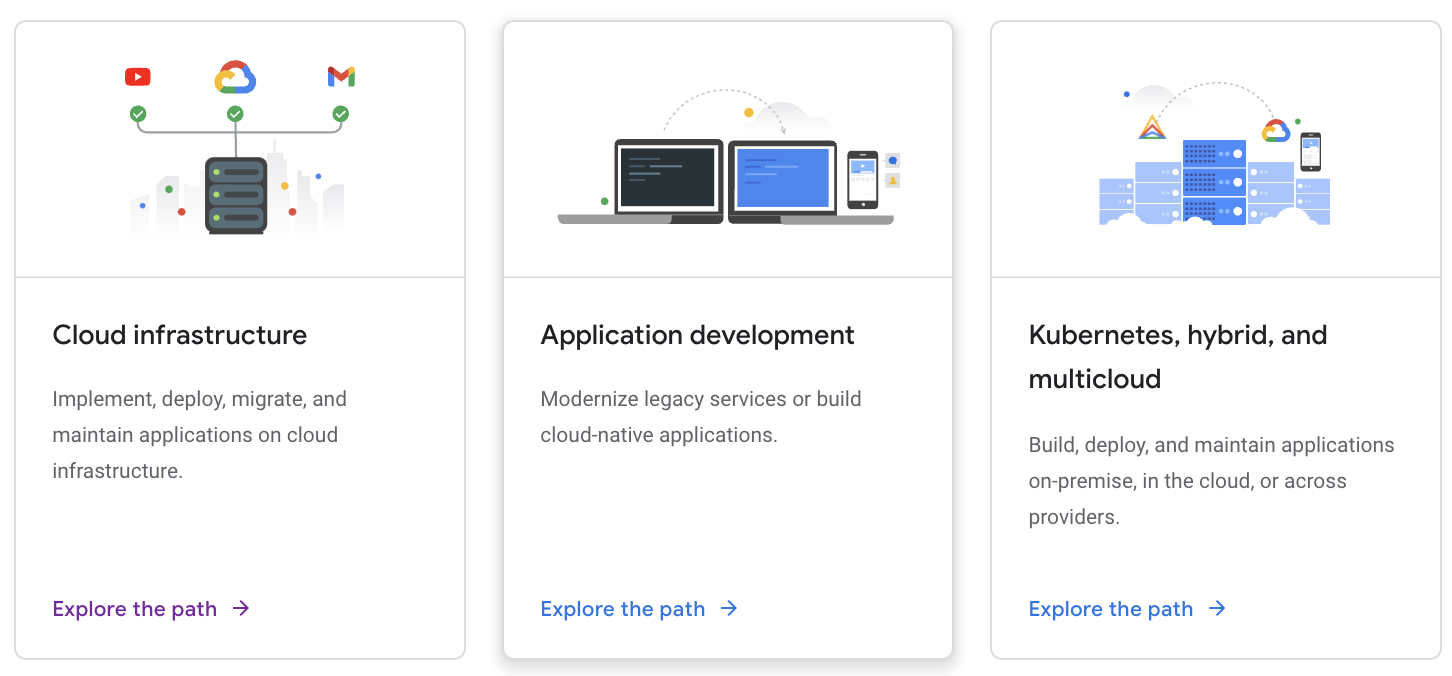 Cloud infrastructure
Implement, deploy, migrate, and
maintain applications on cloud
infrastructure.
Explore the path
Application development
Modernize legacy services or build
cloud-native applications.
Explore the path
Kubernetes, hybrid, and
multicloud
Build, deploy, and maintain applications
on-premise, in the cloud, or across
providers.
Explore the path